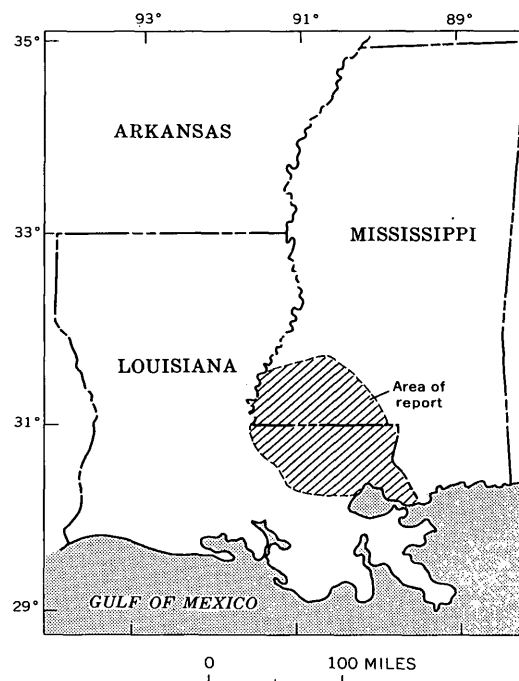 93° 91° 89°
35°
ARKANSAS
33°
MISSISSIPPI
LOUISIANA
Area of
report
31°
29°
GULF OF MEXICO
0 100 MILES